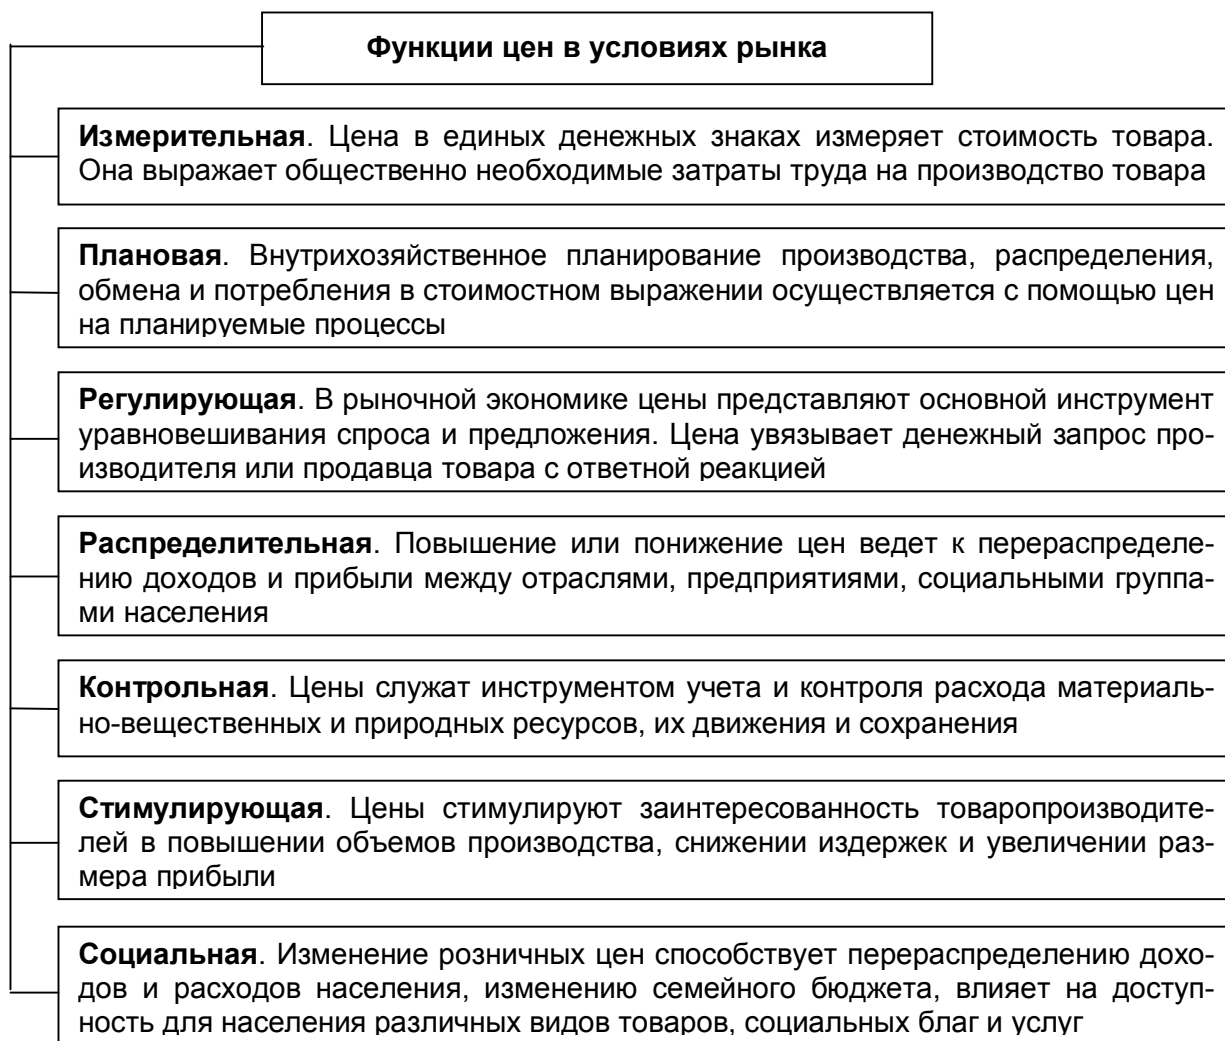 Функции цен в условиях рынка
Измерительная. Цена в единых денежных знаках измеряет стоимость товара.
Она выражает общественно необходимые затраты труда на производство товара
Плановая. Внутрихозяйственное планирование производства, распределения,
обмена и потребления в стоимостном выражении осуществляется с помощью цен
на планируемые процессы
Регулирующая. В рыночной экономике цены представляют основной инструмент
уравновешивания спроса и предложения. Цена увязывает денежный запрос про-
изводителя или продавца товара с ответной реакцией
Распределительная. Повышение или понижение цен ведет к перераспределе-
нию доходов и прибыли между отраслями, предприятиями, социальными группа-
ми населения
Контрольная. Цены служат инструментом учета и контроля расхода материаль-
но-вещественных и природных ресурсов, их движения и сохранения
Стимулирующая. Цены стимулируют заинтересованность товаропроизводите-
лей в повышении объемов производства, снижении издержек и увеличении раз-
мера прибыли
Социальная. Изменение розничных цен способствует перераспределению дохо-
дов и расходов населения, изменению семейного бюджета, влияет на доступ-
ность для населения различных видов товаров, социальных благ и услуг